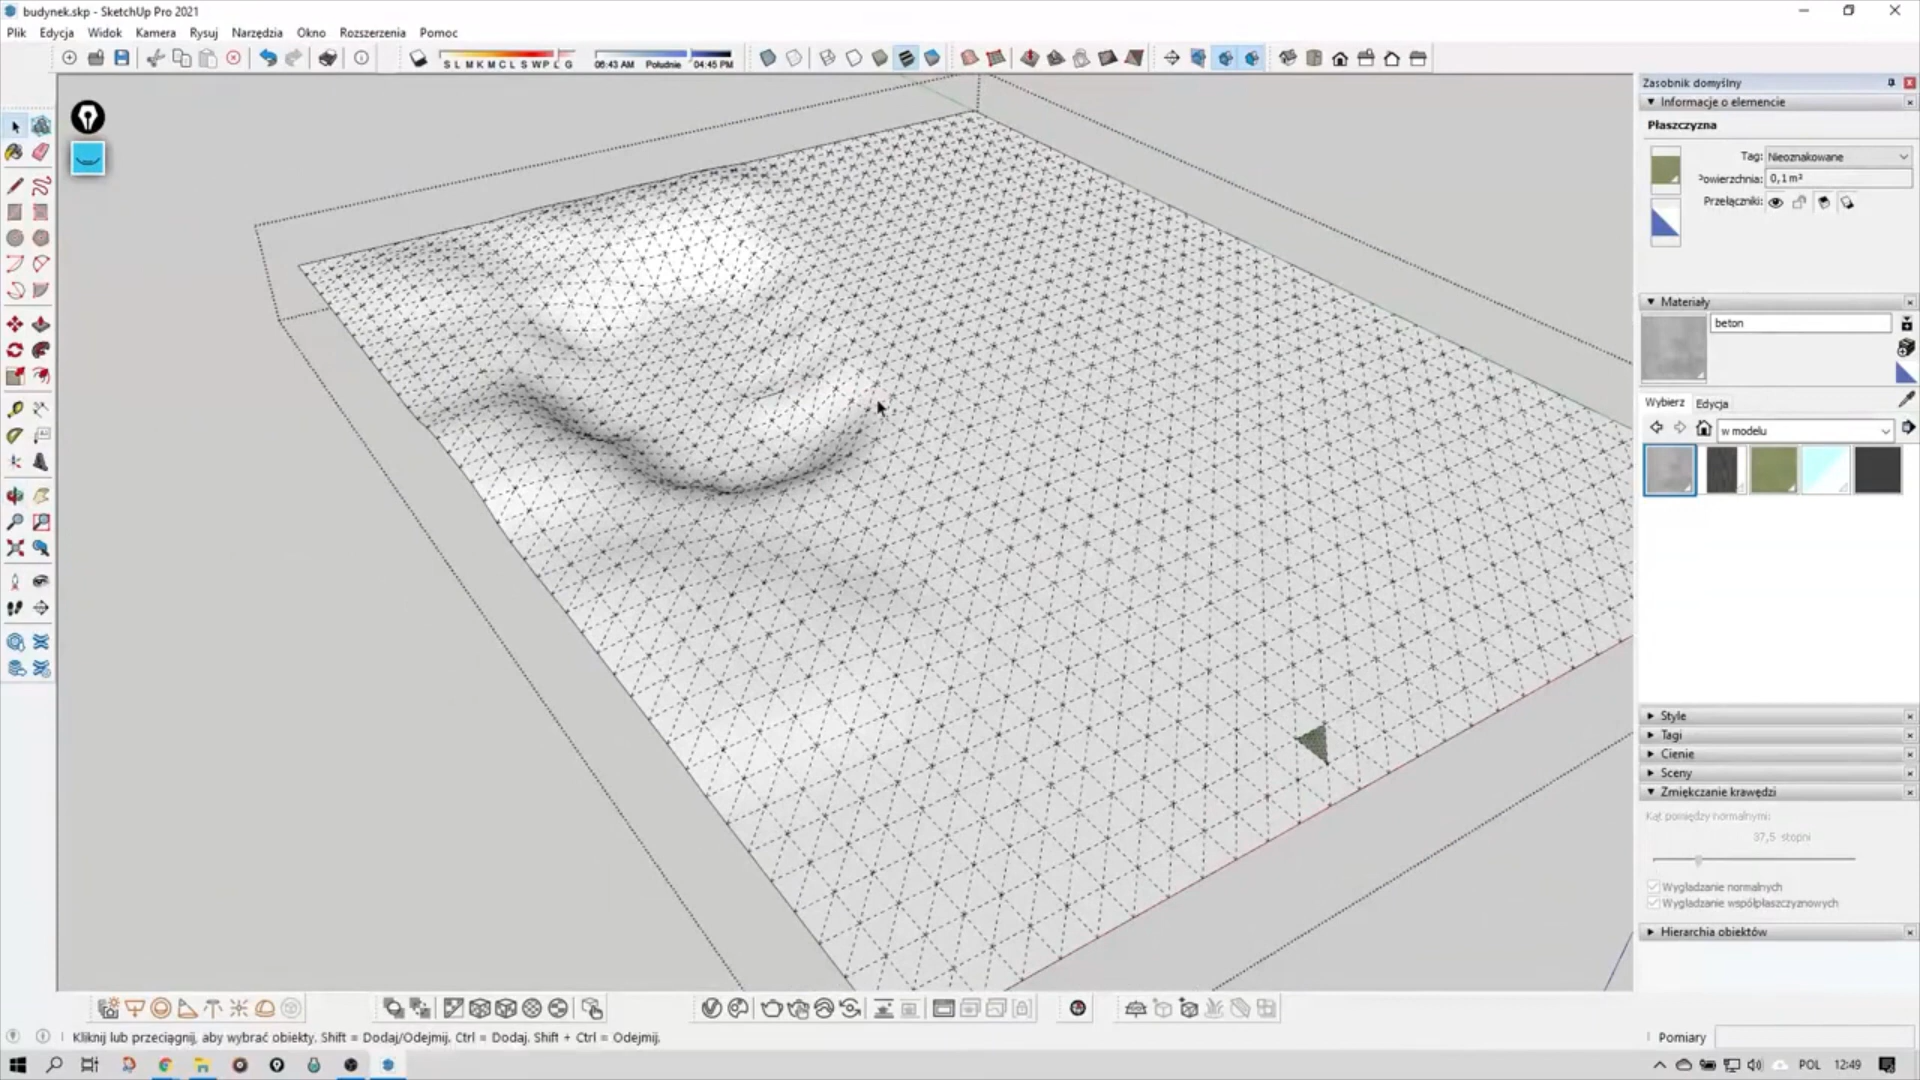 budynek.skp - SketchUp Pro 2021
Plik Edycja Widok Kamera Rysuj Narzędzia Okno Rozszerzenia Pomoc
S L M K M C L S W P L G
06:43 AM Południe 04:45 PM
Zasobnik domyślny
Informacje o elemencie
Płaszczyzna
Tag: Nieoznakowane
Powierzchnia: 0,1 m²
Przełączniki:
Materiały
beton
Wybierz Edycja
w modelu
Style
Tagi
Cienie
Sceny
Zmiękczanie krawędzi
Kąt pomiędzy normalnymi:
37,5 stopni
Wygładzanie normalnych
Wygładzanie współpłaszczyznowych
Hierarchia obiektów
Kliknij lub przeciągnij, aby wybrać obiekty. Shift = Dodaj/Odejmij. Ctrl = Dodaj. Shift + Ctrl = Odejmij.
Pomiary
POL 12:49